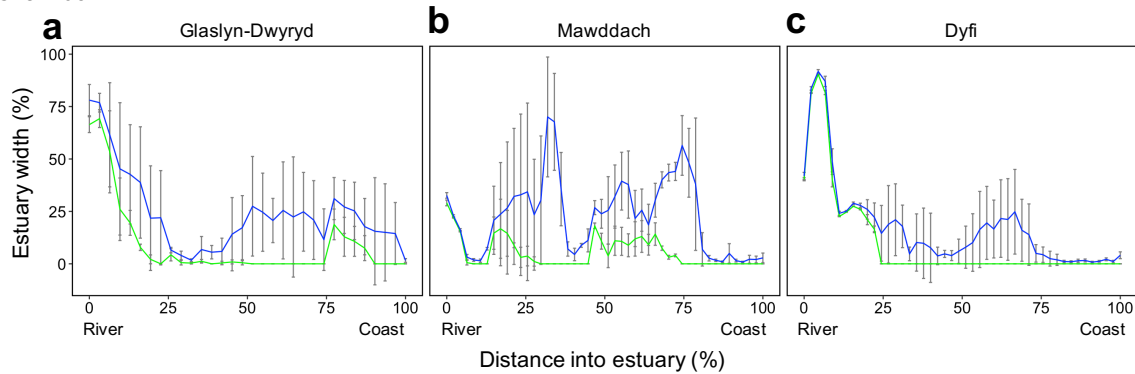 a Glaslyn-Dwyryd b Mawddach c Dyfi
100
75
50
25
0
Estuary width (%)
0 25 50 75 100 0 25 50 75 100 0 25 50 75 100
River Coast River Coast River Coast
Distance into estuary (%)